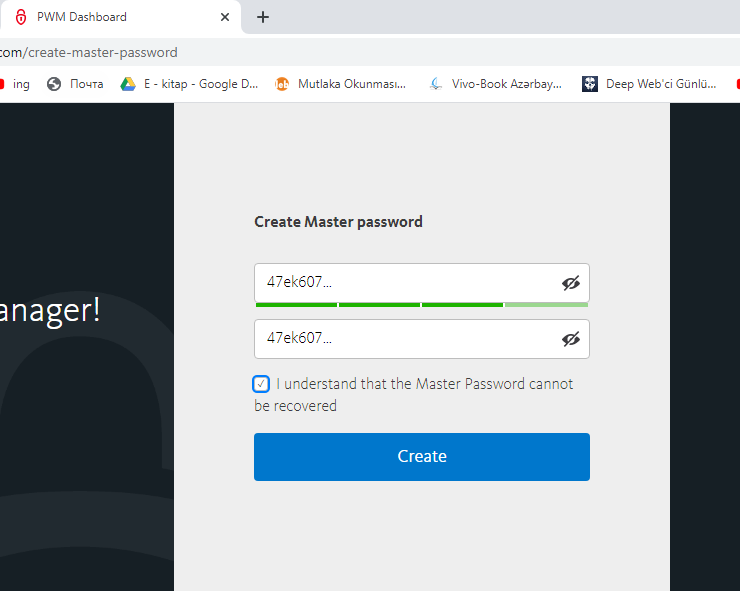 PWM Dashboard
com/create-master-password
ing Почта E - kitap - Google D... Mutlaka Okunması... Vivo-Book Azərbay... Deep Web'ci Günlü...
Create Master password
47ek607...
anager!
47ek607...
I understand that the Master Password cannot
be recovered
Create